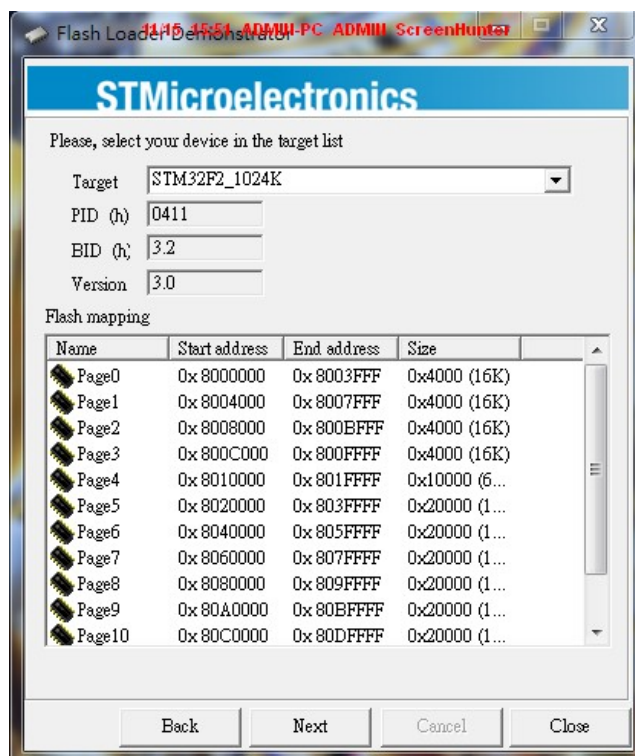 Flash Loader Demonstrator
11/15 15:51 ADMIN-PC ADMIN ScreenHunter
STMicroelectronics
Please, select your device in the target list
Target STM32F2_1024K
PID (h) 0411
BID (h) 3.2
Version 3.0
Flash mapping
Name Start address End address Size
Page0 0x 8000000 0x 8003FFF 0x4000 (16K)
Page1 0x 8004000 0x 8007FFF 0x4000 (16K)
Page2 0x 8008000 0x 800BFFF 0x4000 (16K)
Page3 0x 800C000 0x 800FFFF 0x4000 (16K)
Page4 0x 8010000 0x 801FFFF 0x10000 (6...
Page5 0x 8020000 0x 803FFFF 0x20000 (1...
Page6 0x 8040000 0x 805FFFF 0x20000 (1...
Page7 0x 8060000 0x 807FFFF 0x20000 (1...
Page8 0x 8080000 0x 809FFFF 0x20000 (1...
Page9 0x 80A0000 0x 80BFFFF 0x20000 (1...
Page10 0x 80C0000 0x 80DFFFF 0x20000 (1...
Back Next Cancel Close